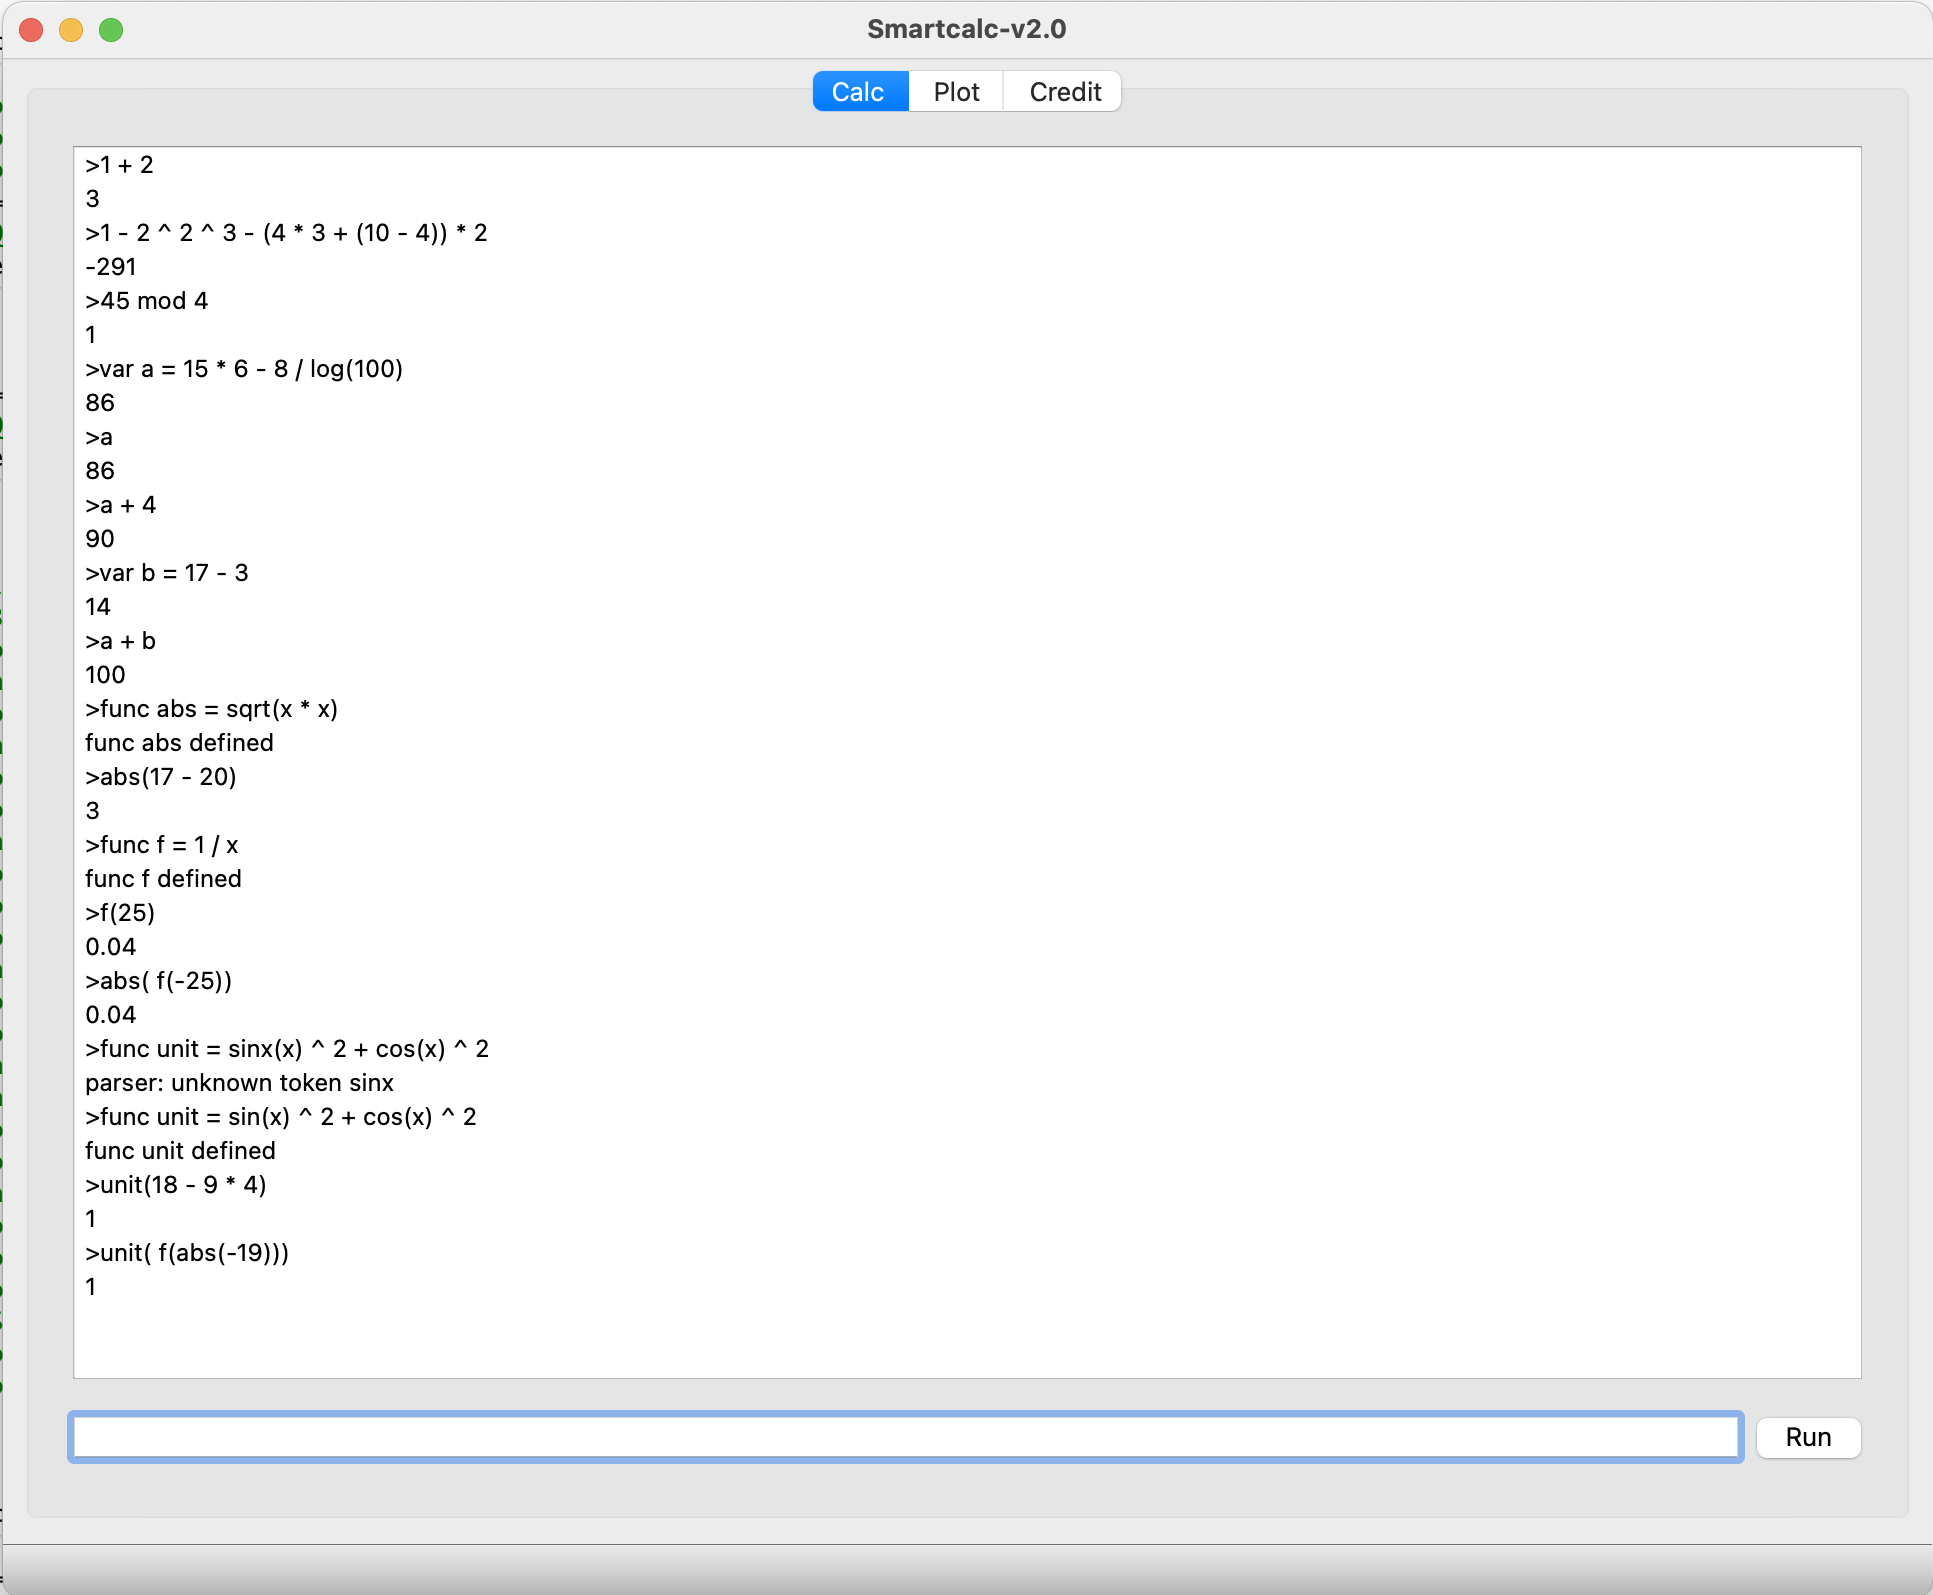 Smartcalc-v2.0
Calc Plot Credit
>1 + 2
3
>1 - 2 ^ 2 ^ 3 - (4 * 3 + (10 - 4)) * 2
-291
>45 mod 4
1
>var a = 15 * 6 - 8 / log(100)
86
>a
86
>a + 4
90
>var b = 17 - 3
14
>a + b
100
>func abs = sqrt(x * x)
func abs defined
>abs(17 - 20)
3
>func f = 1 / x
func f defined
>f(25)
0.04
>abs( f(-25))
0.04
>func unit = sinx(x) ^ 2 + cos(x) ^ 2
parser: unknown token sinx
>func unit = sin(x) ^ 2 + cos(x) ^ 2
func unit defined
>unit(18 - 9 * 4)
1
>unit( f(abs(-19)))
1
Run